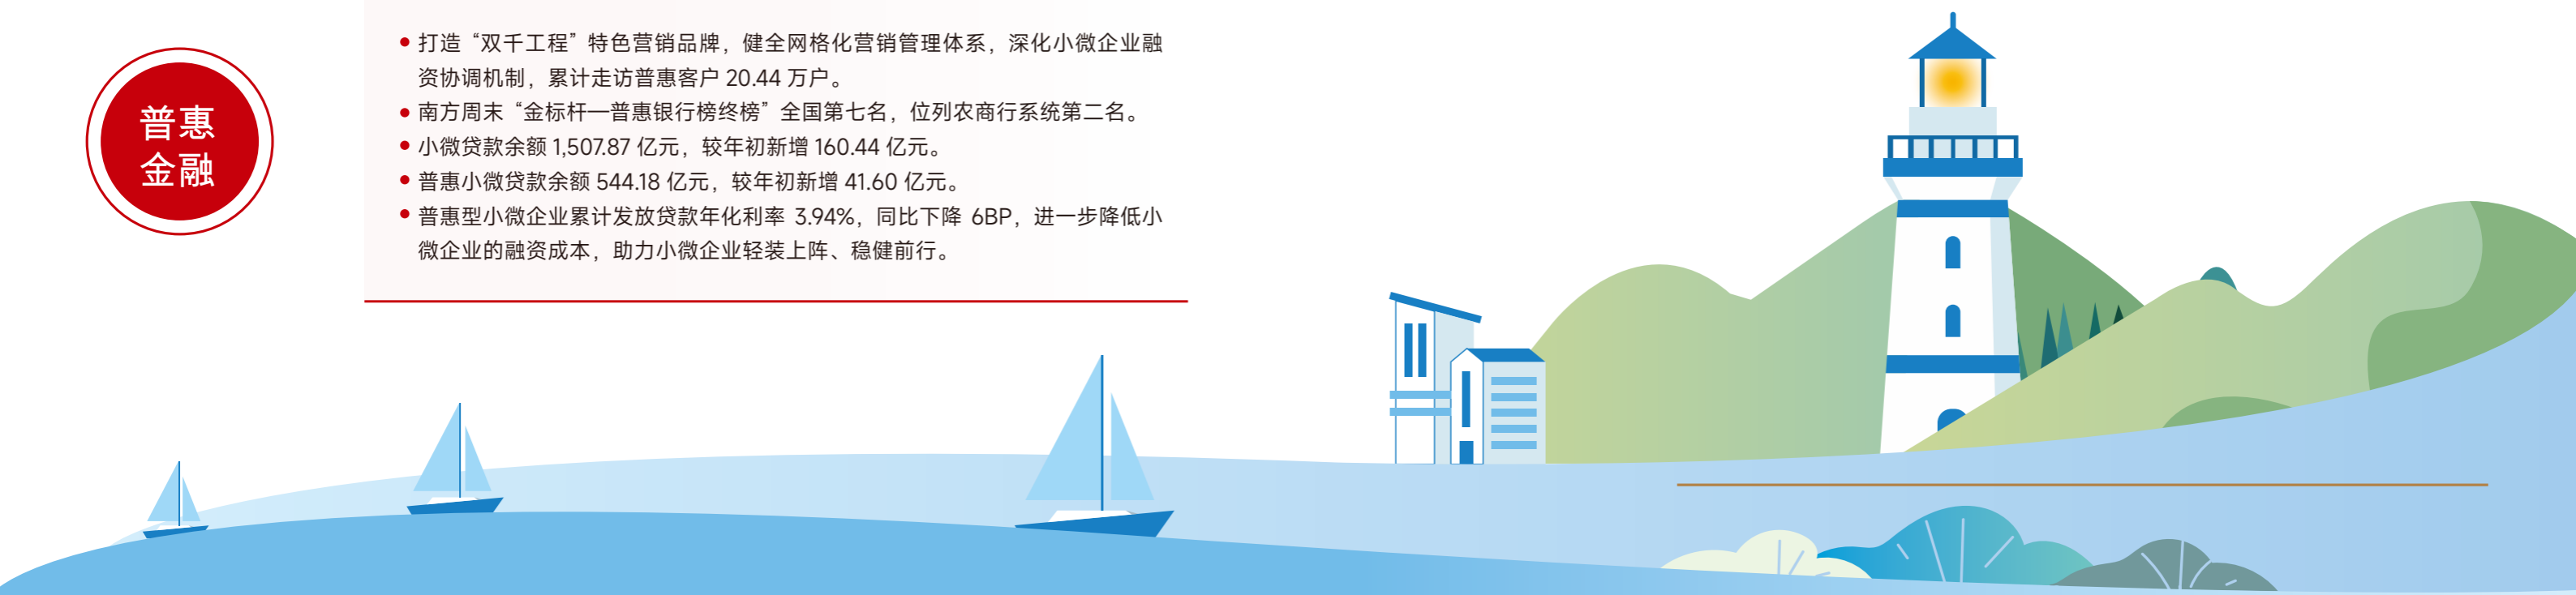 普惠
金融
打造“双千工程”特色营销品牌，健全网格化营销管理体系，深化小微企业融
资协调机制，累计走访普惠客户 20.44 万户。
南方周末“金标杆—普惠银行榜终榜”全国第七名，位列农商行系统第二名。
小微贷款余额 1,507.87 亿元，较年初新增 160.44 亿元。
普惠小微贷款余额 544.18 亿元，较年初新增 41.60 亿元。
普惠型小微企业累计发放贷款年化利率 3.94%，同比下降 6BP，进一步降低小
微企业的融资成本，助力小微企业轻装上阵、稳健前行。